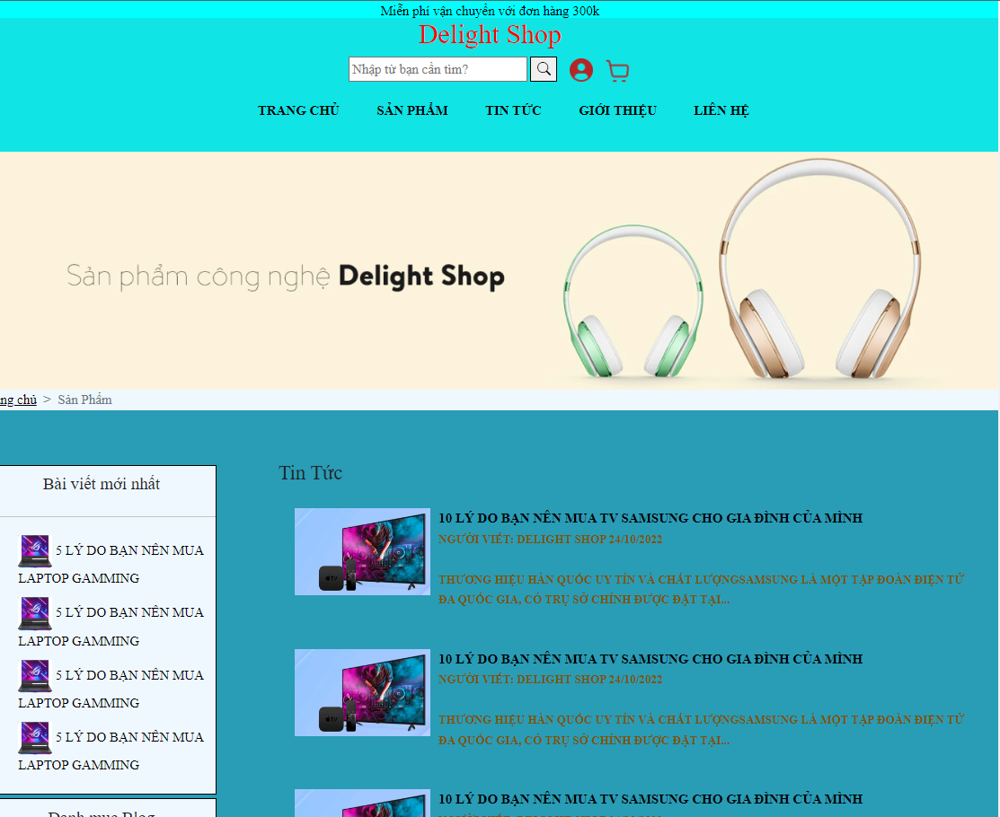 Miễn phí vận chuyển với đơn hàng 300k
Delight Shop
Nhập từ bạn cần tìm?
TRANG CHỦ SẢN PHẨM TIN TỨC GIỚI THIỆU LIÊN HỆ
Sản phẩm công nghệ Delight Shop
ng chủ > Sản Phẩm
Bài viết mới nhất
5 LÝ DO BẠN NÊN MUA
LAPTOP GAMMING
5 LÝ DO BẠN NÊN MUA
LAPTOP GAMMING
5 LÝ DO BẠN NÊN MUA
LAPTOP GAMMING
5 LÝ DO BẠN NÊN MUA
LAPTOP GAMMING
Danh mục Blog
Tin Tức
10 LÝ DO BẠN NÊN MUA TV SAMSUNG CHO GIA ĐÌNH CỦA MÌNH
NGƯỜI VIẾT: DELIGHT SHOP 24/10/2022
THƯƠNG HIỆU HÀN QUỐC UY TÍN VÀ CHẤT LƯỢNGSAMSUNG LÀ MỘT TẬP ĐOÀN ĐIỆN TỬ
ĐA QUỐC GIA, CÓ TRỤ SỞ CHÍNH ĐƯỢC ĐẶT TẠI...
10 LÝ DO BẠN NÊN MUA TV SAMSUNG CHO GIA ĐÌNH CỦA MÌNH
NGƯỜI VIẾT: DELIGHT SHOP 24/10/2022
THƯƠNG HIỆU HÀN QUỐC UY TÍN VÀ CHẤT LƯỢNGSAMSUNG LÀ MỘT TẬP ĐOÀN ĐIỆN TỬ
ĐA QUỐC GIA, CÓ TRỤ SỞ CHÍNH ĐƯỢC ĐẶT TẠI...
10 LÝ DO BẠN NÊN MUA TV SAMSUNG CHO GIA ĐÌNH CỦA MÌNH